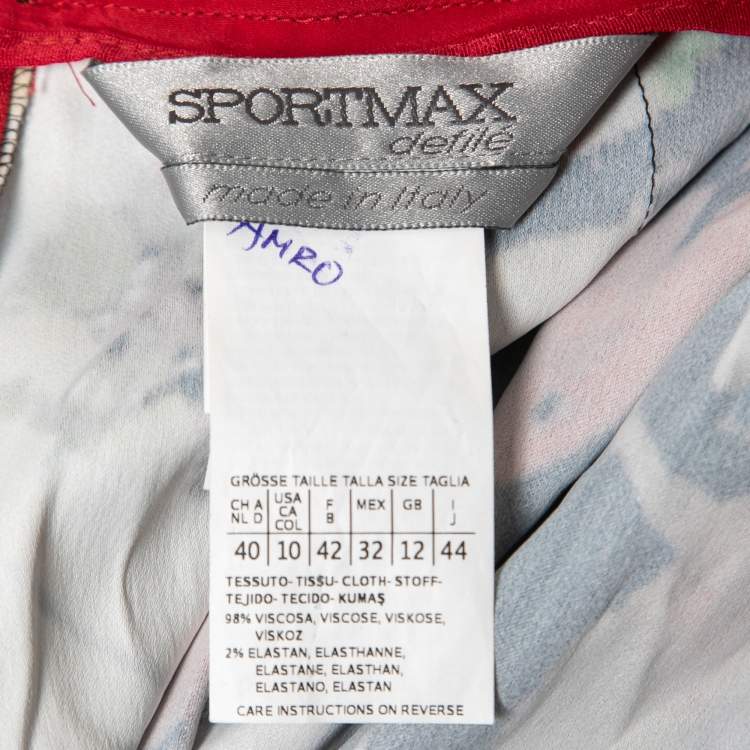 SPORTMAX
defilé
made in Italy
AMRO
GRÖSSE TAILLE TALLA SIZE TAGLIA
CH A USA F MEX GB I
NL D CA B J
COL
40 10 42 32 12 44
TESSUTO- TISSU- CLOTH- STOFF-
TEJIDO- TECIDO- KUMAŞ
98% VISCOSA, VISCOSE, VISKOSE,
VİSKOZ
2% ELASTAN, ELASTHANNE,
ELASTANE, ELASTHAN,
ELASTANO, ELASTAN
CARE INSTRUCTIONS ON REVERSE